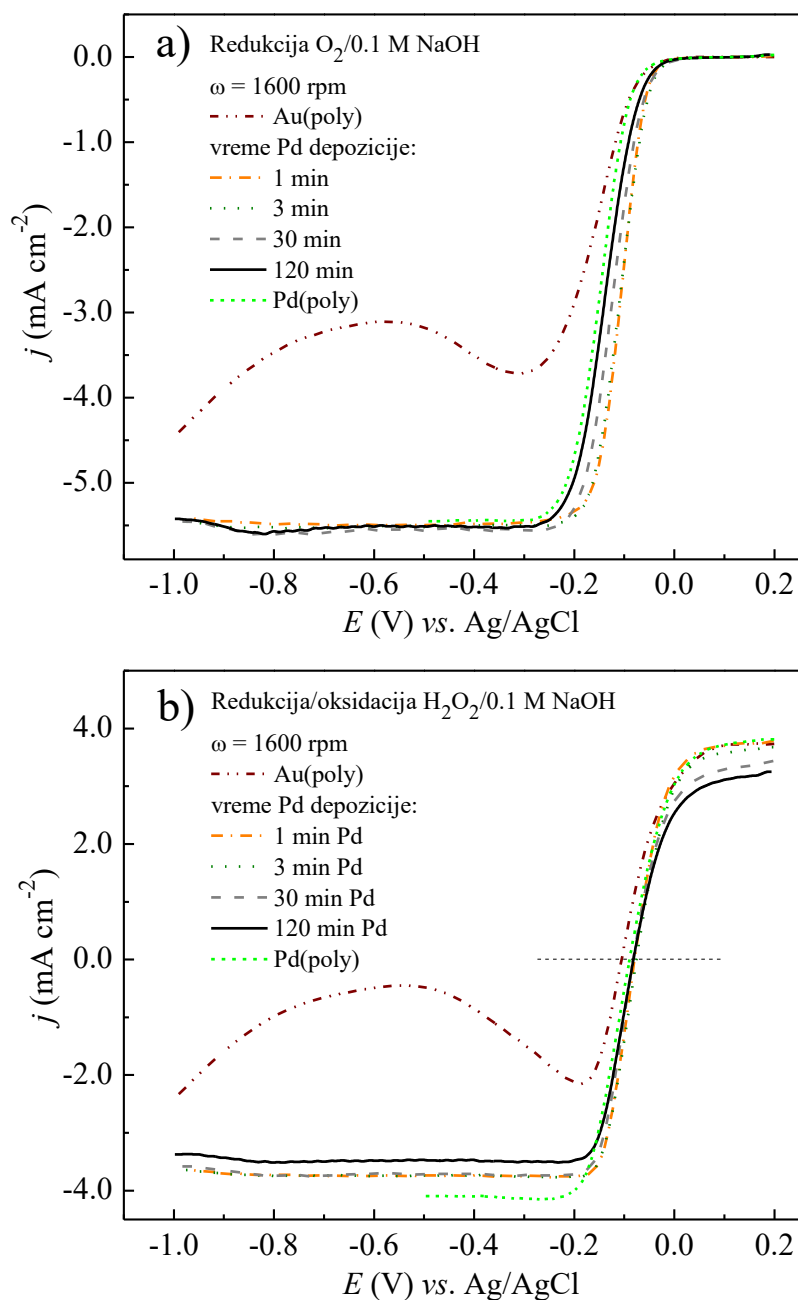 a) Redukcija O₂/0.1 M NaOH
ω = 1600 rpm
Au(poly)
vreme Pd depozicije:
1 min
3 min
30 min
120 min
Pd(poly)
0.0
-1.0
-2.0
-3.0
-4.0
-5.0
j (mA cm⁻²)
-1.0 -0.8 -0.6 -0.4 -0.2 0.0 0.2
E (V) vs. Ag/AgCl
b) Redukcija/oksidacija H₂O₂/0.1 M NaOH
ω = 1600 rpm
Au(poly)
vreme Pd depozicije:
1 min Pd
3 min Pd
30 min Pd
120 min Pd
Pd(poly)
4.0
2.0
0.0
-2.0
-4.0
j (mA cm⁻²)
-1.0 -0.8 -0.6 -0.4 -0.2 0.0 0.2
E (V) vs. Ag/AgCl